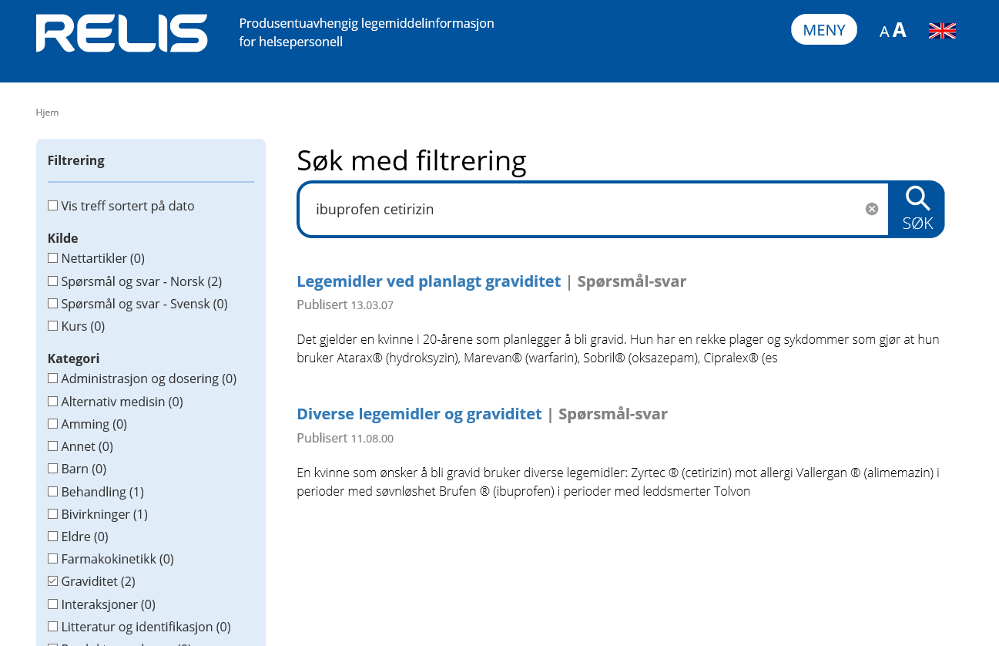 RELIS
Produsentuavhengig legemiddelinformasjon
for helsepersonell
MENY
A A
Hjem
Filtrering
Vis treff sortert på dato
Kilde
Nettartikler (0)
Spørsmål og svar - Norsk (2)
Spørsmål og svar - Svensk (0)
Kurs (0)
Kategori
Administrasjon og dosering (0)
Alternativ medisin (0)
Amming (0)
Annet (0)
Barn (0)
Behandling (1)
Bivirkninger (1)
Eldre (0)
Farmakokinetikk (0)
Graviditet (2)
Interaksjoner (0)
Litteratur og identifikasjon (0)
Søk med filtrering
ibuprofen cetirizin
SØK
Legemidler ved planlagt graviditet | Spørsmål-svar
Publisert 13.03.07
Det gjelder en kvinne I 20-årene som planlegger å bli gravid. Hun har en rekke plager og sykdommer som gjør at hun
bruker Atarax® (hydroksyzin), Marevan® (warfarin), Sobril® (oksazepam), Cipralex® (es
Diverse legemidler og graviditet | Spørsmål-svar
Publisert 11.08.00
En kvinne som ønsker å bli gravid bruker diverse legemidler: Zyrtec ® (cetirizin) mot allergi Vallergan ® (alimemazin) i
perioder med søvnløshet Brufen ® (ibuprofen) i perioder med leddsmerter Tolvon